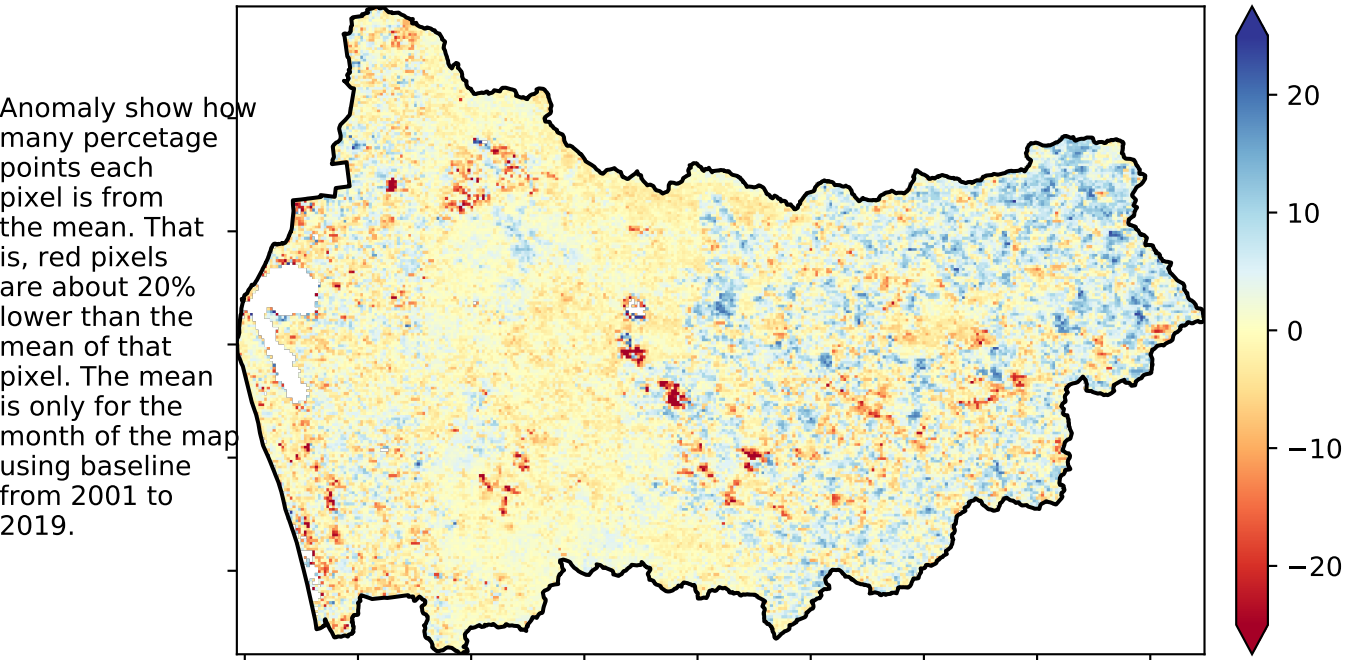 Anomaly show how
many percetage
points each
pixel is from
the mean. That
is, red pixels
are about 20%
lower than the
mean of that
pixel. The mean
is only for the
month of the map
using baseline
from 2001 to
2019.
20
10
0
−10
−20